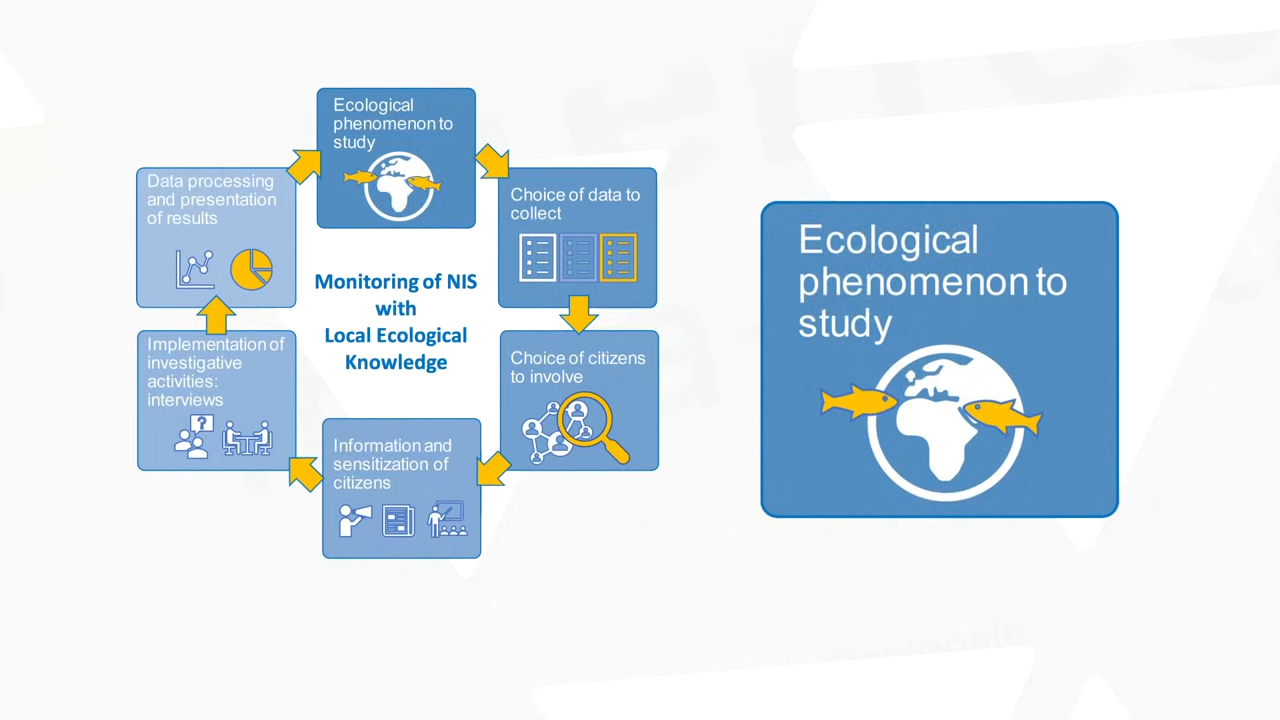 Ecological
phenomenon to
study
Choice of data to
collect
Choice of citizens
to involve
Information and
sensitization of
citizens
Implementation of
investigative
activities:
interviews
?
Data processing
and presentation
of results
Monitoring of NIS
with
Local Ecological
Knowledge
Ecological
phenomenon to
study